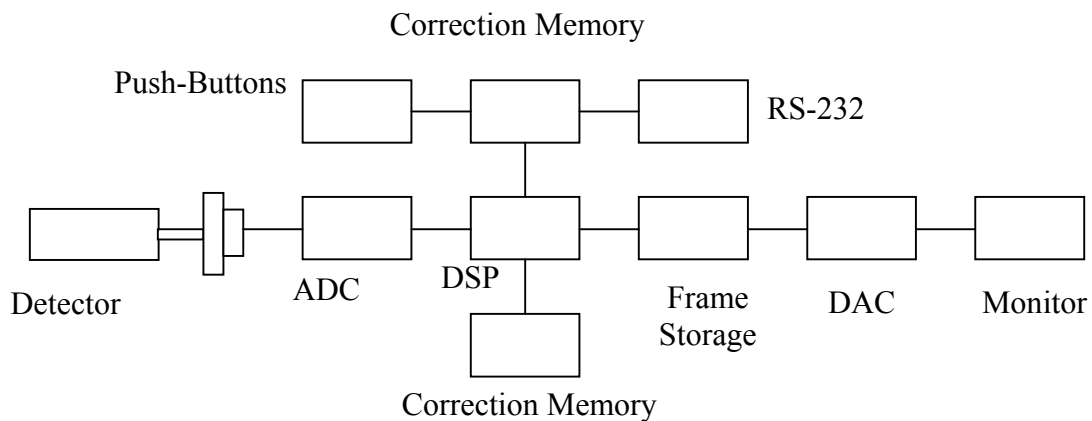 Correction Memory
Push-Buttons
RS-232
Detector
ADC
DSP
Frame
Storage
DAC
Monitor
Correction Memory